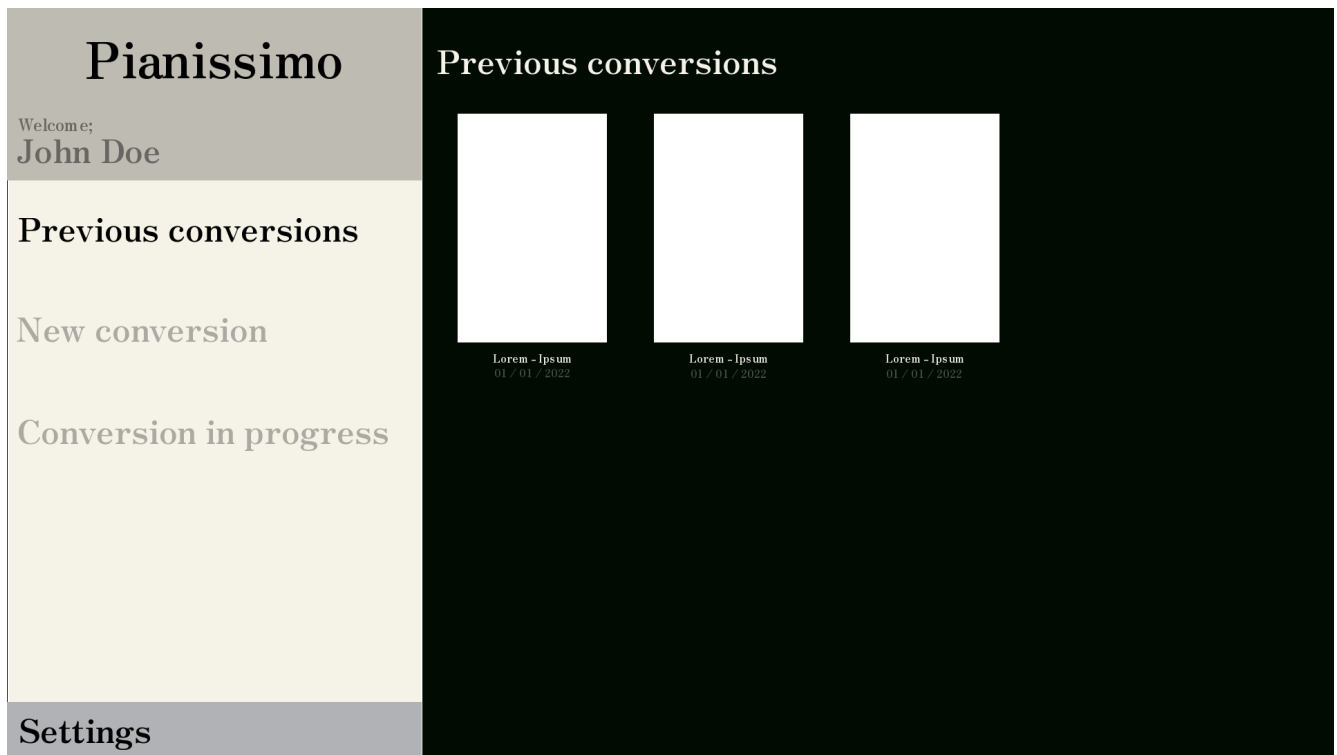 Pianissimo
Welcome;
John Doe
Previous conversions
New conversion
Conversion in progress
Settings
Previous conversions
Lorem - Ipsum
01 / 01 / 2022
Lorem - Ipsum
01 / 01 / 2022
Lorem - Ipsum
01 / 01 / 2022